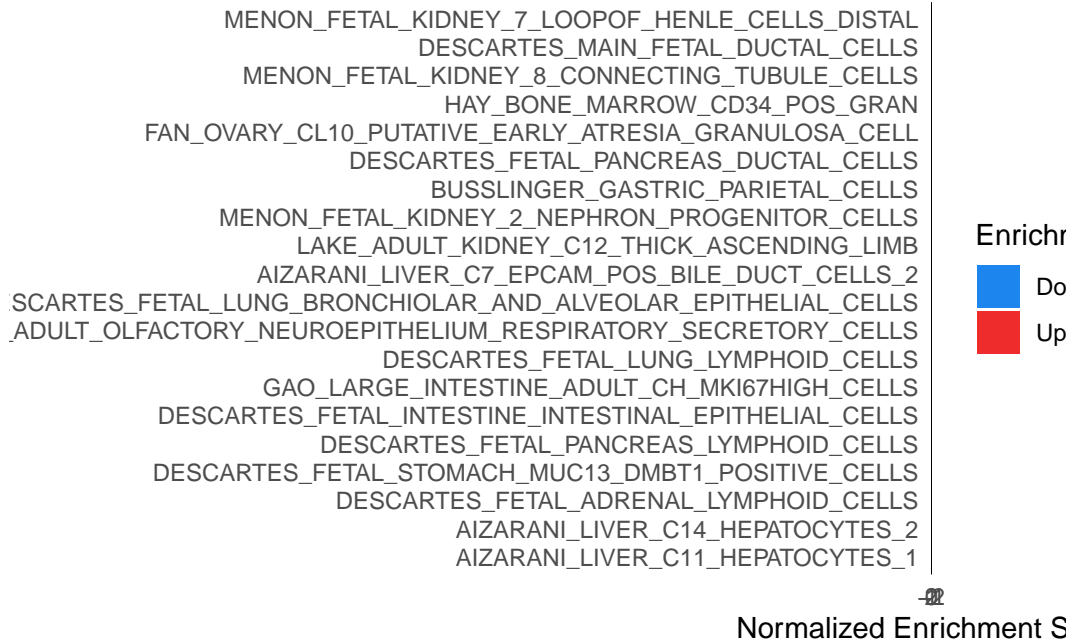 MENON_FETAL_KIDNEY_7_LOOPOF_HENLE_CELLS_DISTAL
DESCARTES_MAIN_FETAL_DUCTAL_CELLS
MENON_FETAL_KIDNEY_8_CONNECTING_TUBULE_CELLS
HAY_BONE_MARROW_CD34_POS_GRAN
FAN_OVARY_CL10_PUTATIVE_EARLY_ATRESIA_GRANULOSA_CELL
DESCARTES_FETAL_PANCREAS_DUCTAL_CELLS
BUSSLINGER_GASTRIC_PARIETAL_CELLS
MENON_FETAL_KIDNEY_2_NEPHRON_PROGENITOR_CELLS
LAKE_ADULT_KIDNEY_C12_THICK_ASCENDING_LIMB
AIZARANI_LIVER_C7_EPCAM_POS_BILE_DUCT_CELLS_2
SCARTES_FETAL_LUNG_BRONCHIOLAR_AND_ALVEOLAR_EPITHELIAL_CELLS
_ADULT_OLFACTORY_NEUROEPITHELIUM_RESPIRATORY_SECRETORY_CELLS
DESCARTES_FETAL_LUNG_LYMPHOID_CELLS
GAO_LARGE_INTESTINE_ADULT_CH_MKI67HIGH_CELLS
DESCARTES_FETAL_INTESTINE_INTESTINAL_EPITHELIAL_CELLS
DESCARTES_FETAL_PANCREAS_LYMPHOID_CELLS
DESCARTES_FETAL_STOMACH_MUC13_DMBT1_POSITIVE_CELLS
DESCARTES_FETAL_ADRENAL_LYMPHOID_CELLS
AIZARANI_LIVER_C14_HEPATOCYTES_2
AIZARANI_LIVER_C11_HEPATOCYTES_1
Normalized Enrichment S
Enrichr
Do
Up